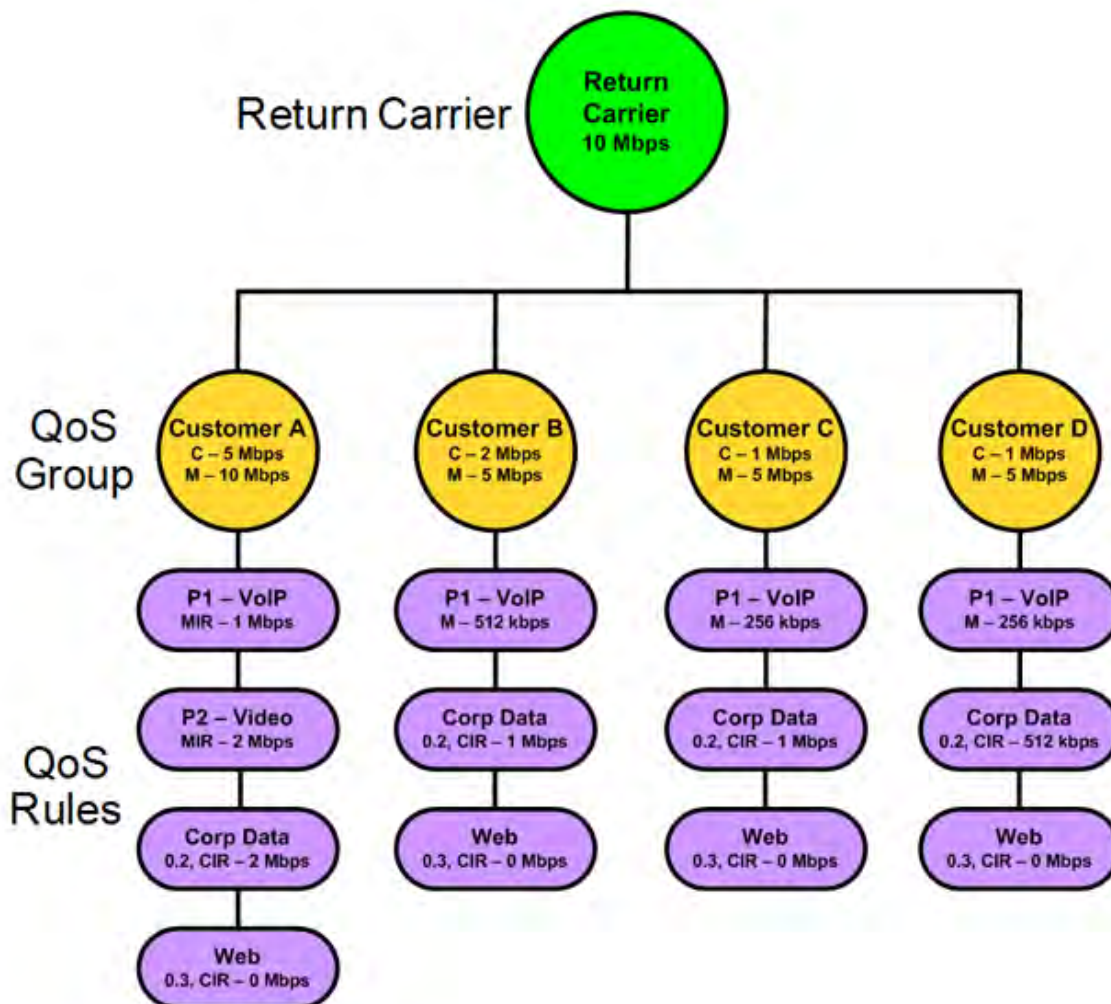 Return Carrier
Return
Carrier
10 Mbps
QoS
Group
Customer A
C – 5 Mbps
M – 10 Mbps
Customer B
C – 2 Mbps
M – 5 Mbps
Customer C
C – 1 Mbps
M – 5 Mbps
Customer D
C – 1 Mbps
M – 5 Mbps
QoS
Rules
P1 – VoIP
MIR – 1 Mbps
P1 – VoIP
M – 512 kbps
P1 – VoIP
M – 256 kbps
P1 – VoIP
M – 256 kbps
P2 – Video
MIR – 2 Mbps
Corp Data
0.2, CIR – 1 Mbps
Corp Data
0.2, CIR – 1 Mbps
Corp Data
0.2, CIR – 512 kbps
Corp Data
0.2, CIR – 2 Mbps
Web
0.3, CIR – 0 Mbps
Web
0.3, CIR – 0 Mbps
Web
0.3, CIR – 0 Mbps
Web
0.3, CIR – 0 Mbps